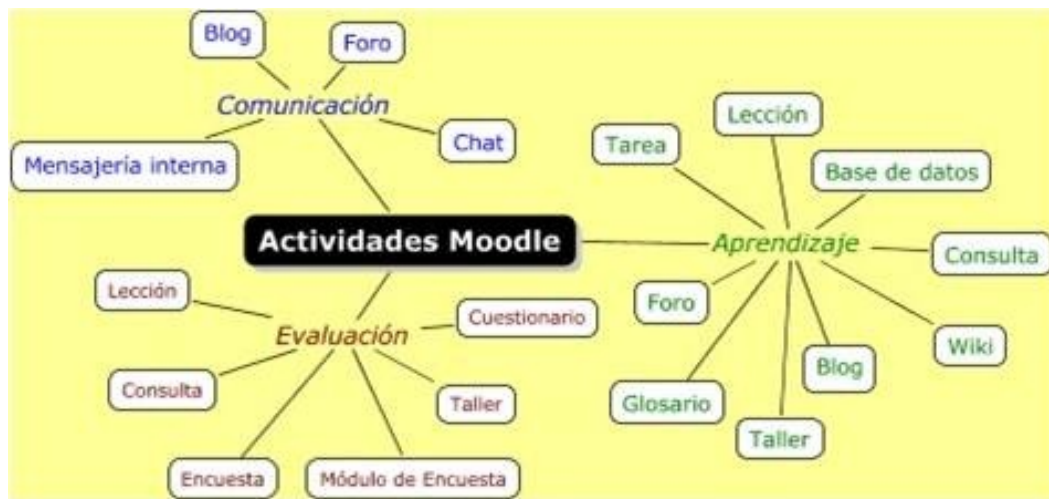 Blog
Foro
Comunicación
Mensajería interna
Chat
Actividades Moodle
Lección
Tarea
Base de datos
Aprendizaje
Consulta
Foro
Wiki
Blog
Glosario
Taller
Lección
Cuestionario
Evaluación
Consulta
Taller
Encuesta
Módulo de Encuesta